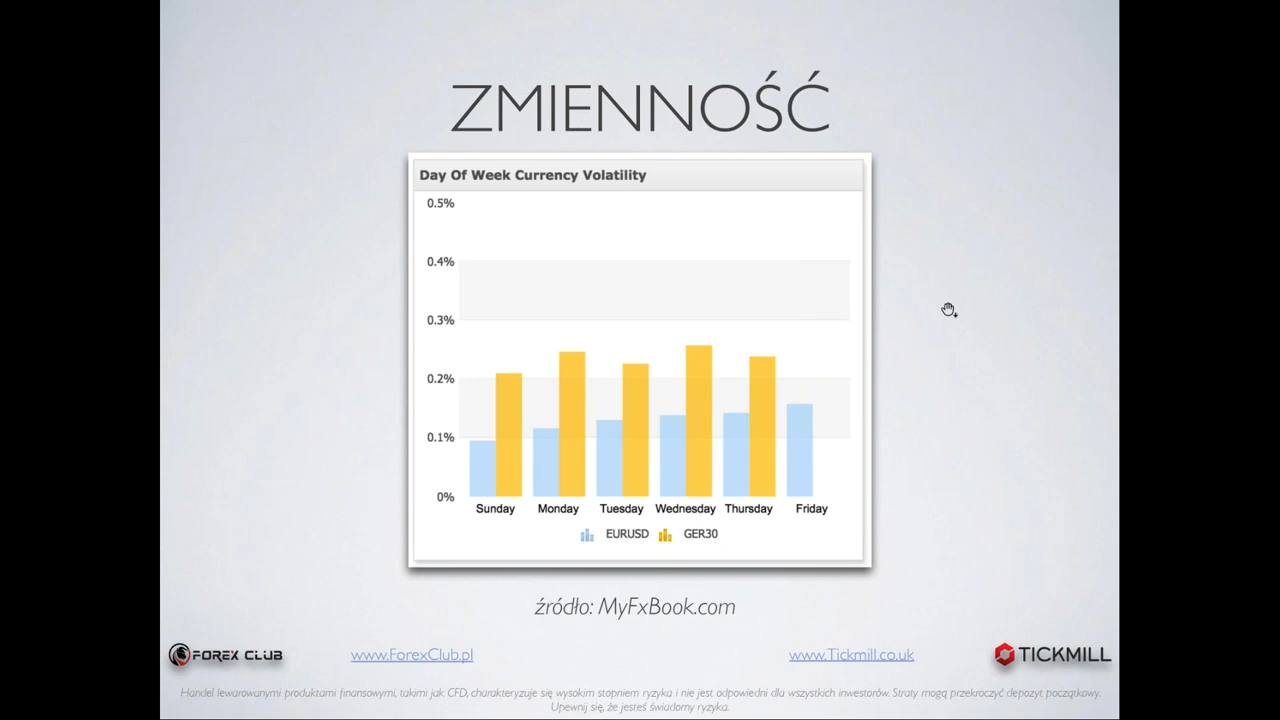 ZMIENNOŚĆ
Day Of Week Currency Volatility
0.5%
0.4%
0.3%
0.2%
0.1%
0%
Sunday Monday Tuesday Wednesday Thursday Friday
EURUSD GER30
źródło: MyFxBook.com
FOREX CLUB www.ForexClub.pl www.Tickmill.co.uk TICKMILL
Handel lewarowanymi produktami finansowymi, takimi jak CFD, charakteryzuje się wysokim stopniem ryzyka i nie jest odpowiedni dla wszystkich inwestorów. Straty mogą przekroczyć depozyt początkowy.
Upewnij się, że jesteś świadomy ryzyka.